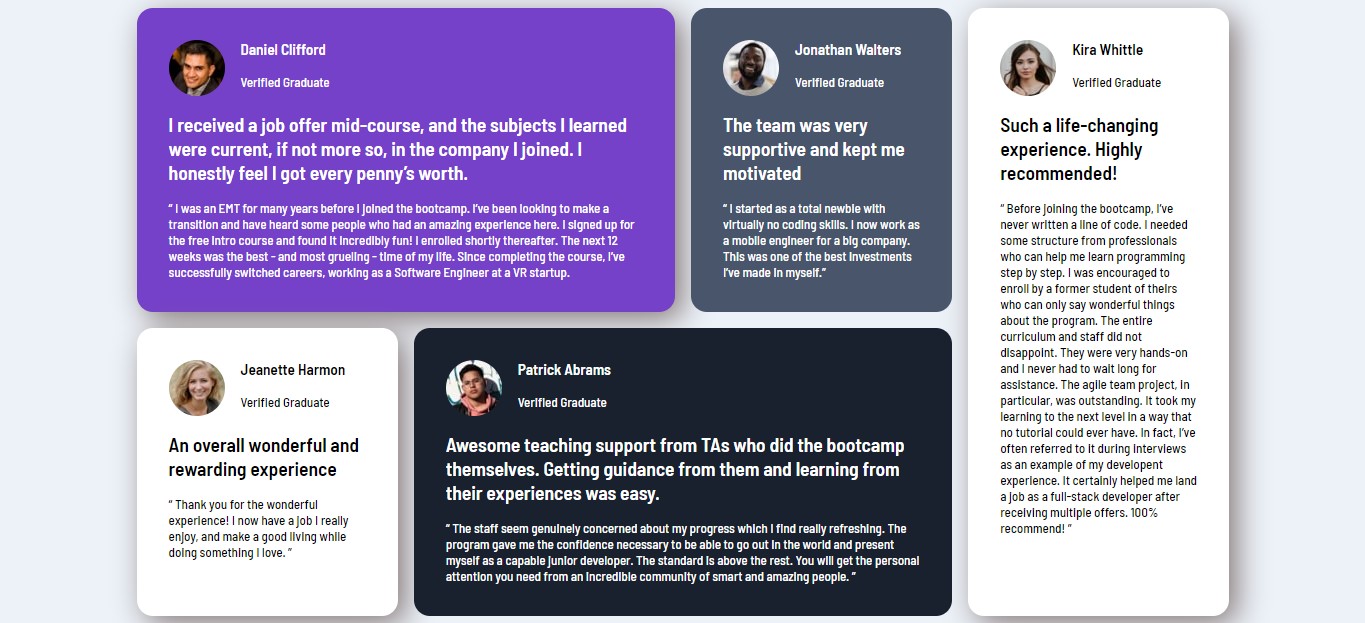 Daniel Clifford
Verified Graduate
I received a job offer mid-course, and the subjects I learned
were current, if not more so, in the company I joined. I
honestly feel I got every penny’s worth.
“ I was an EMT for many years before I joined the bootcamp. I’ve been looking to make a
transition and have heard some people who had an amazing experience here. I signed up for
the free intro course and found it incredibly fun! I enrolled shortly thereafter. The next 12
weeks was the best - and most grueling - time of my life. Since completing the course, I’ve
successfully switched careers, working as a Software Engineer at a VR startup.
Jonathan Walters
Verified Graduate
The team was very
supportive and kept me
motivated
“ I started as a total newbie with
virtually no coding skills. I now work as
a mobile engineer for a big company.
This was one of the best investments
I’ve made in myself.”
Kira Whittle
Verified Graduate
Such a life-changing
experience. Highly
recommended!
“ Before joining the bootcamp, I’ve
never written a line of code. I needed
some structure from professionals
who can help me learn programming
step by step. I was encouraged to
enroll by a former student of theirs
who can only say wonderful things
about the program. The entire
curriculum and staff did not
disappoint. They were very hands-on
and I never had to wait long for
assistance. The agile team project, in
particular, was outstanding. It took my
learning to the next level in a way that
no tutorial could ever have. In fact, I’ve
often referred to it during interviews
as an example of my developent
experience. It certainly helped me land
a job as a full-stack developer after
receiving multiple offers. 100%
recommend! ”
Jeanette Harmon
Verified Graduate
An overall wonderful and
rewarding experience
“ Thank you for the wonderful
experience! I now have a job I really
enjoy, and make a good living while
doing something I love. ”
Patrick Abrams
Verified Graduate
Awesome teaching support from TAs who did the bootcamp
themselves. Getting guidance from them and learning from
their experiences was easy.
“ The staff seem genuinely concerned about my progress which I find really refreshing. The
program gave me the confidence necessary to be able to go out in the world and present
myself as a capable junior developer. The standard is above the rest. You will get the personal
attention you need from an incredible community of smart and amazing people. ”